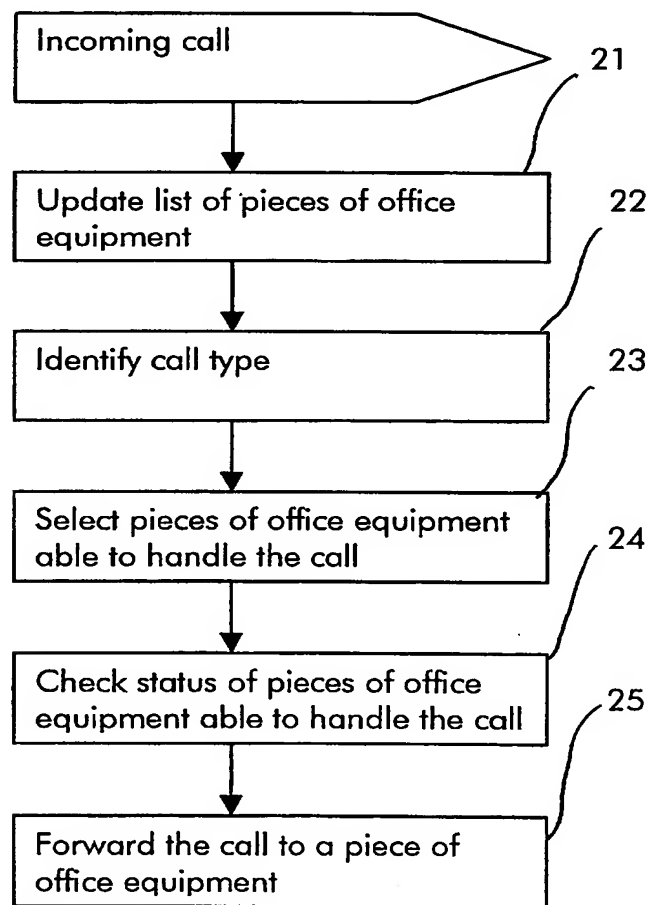 Incoming call
21
Update list of pieces of office
equipment
22
Identify call type
23
Select pieces of office equipment
able to handle the call
24
Check status of pieces of office
equipment able to handle the call
25
Forward the call to a piece of
office equipment